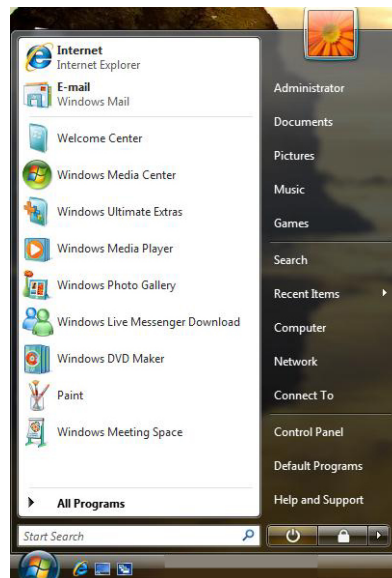 Internet
Internet Explorer
E-mail
Windows Mail
Welcome Center
Windows Media Center
Windows Ultimate Extras
Windows Media Player
Windows Photo Gallery
Windows Live Messenger Download
Windows DVD Maker
Paint
Windows Meeting Space
All Programs
Start Search
Administrator
Documents
Pictures
Music
Games
Search
Recent Items
Computer
Network
Connect To
Control Panel
Default Programs
Help and Support